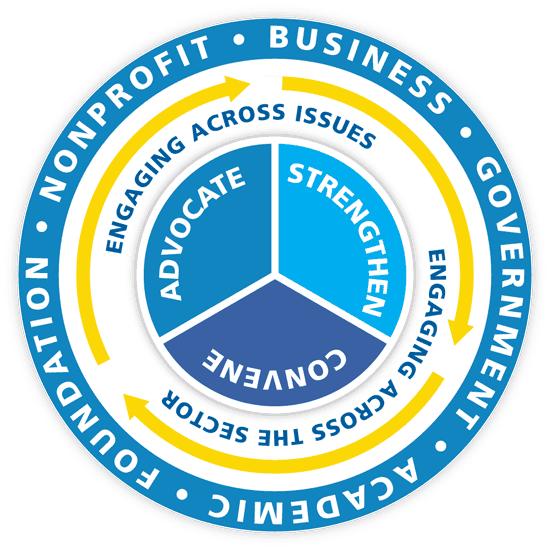 NONPROFIT • BUSINESS • GOVERNMENT • ACADEMIC • FOUNDATION •
ENGAGING ACROSS ISSUES
ENGAGING ACROSS THE SECTOR
ADVOCATE
STRENGTHEN
CONVENE